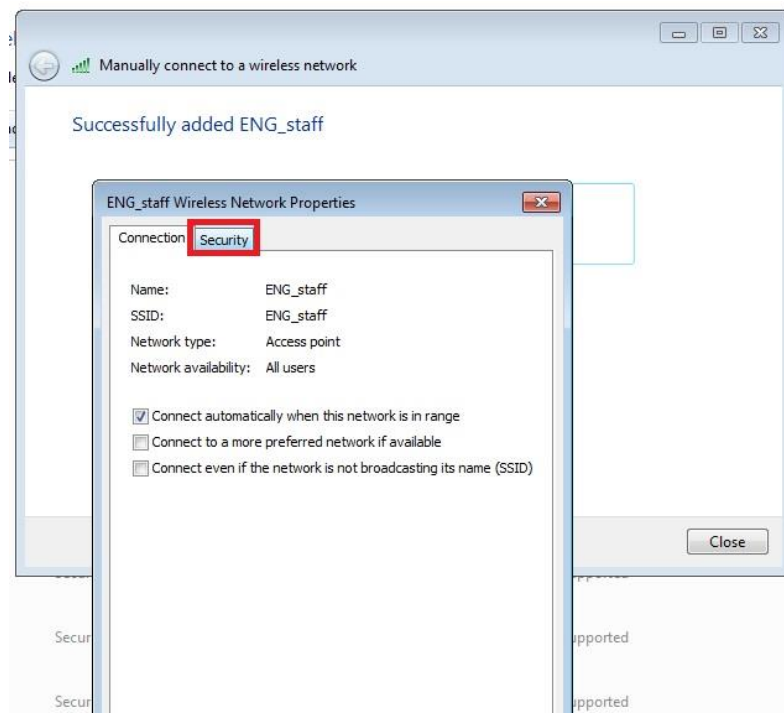 Manually connect to a wireless network
Successfully added ENG_staff
ENG_staff Wireless Network Properties
Connection Security
Name: ENG_staff
SSID: ENG_staff
Network type: Access point
Network availability: All users
Connect automatically when this network is in range
Connect to a more preferred network if available
Connect even if the network is not broadcasting its name (SSID)
Close